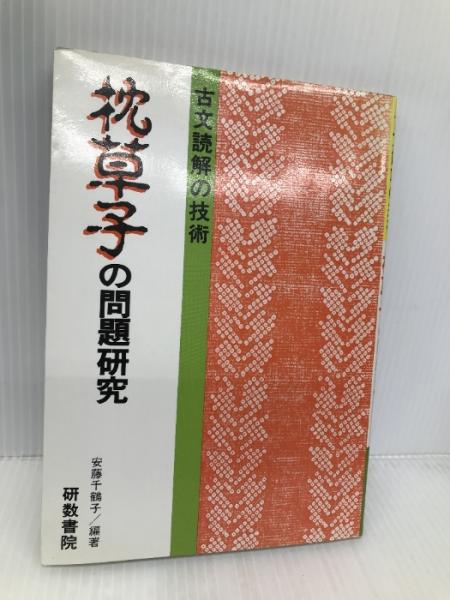 古文読解の技術
枕草子の問題研究
安藤千鶴子/編著
研数書院